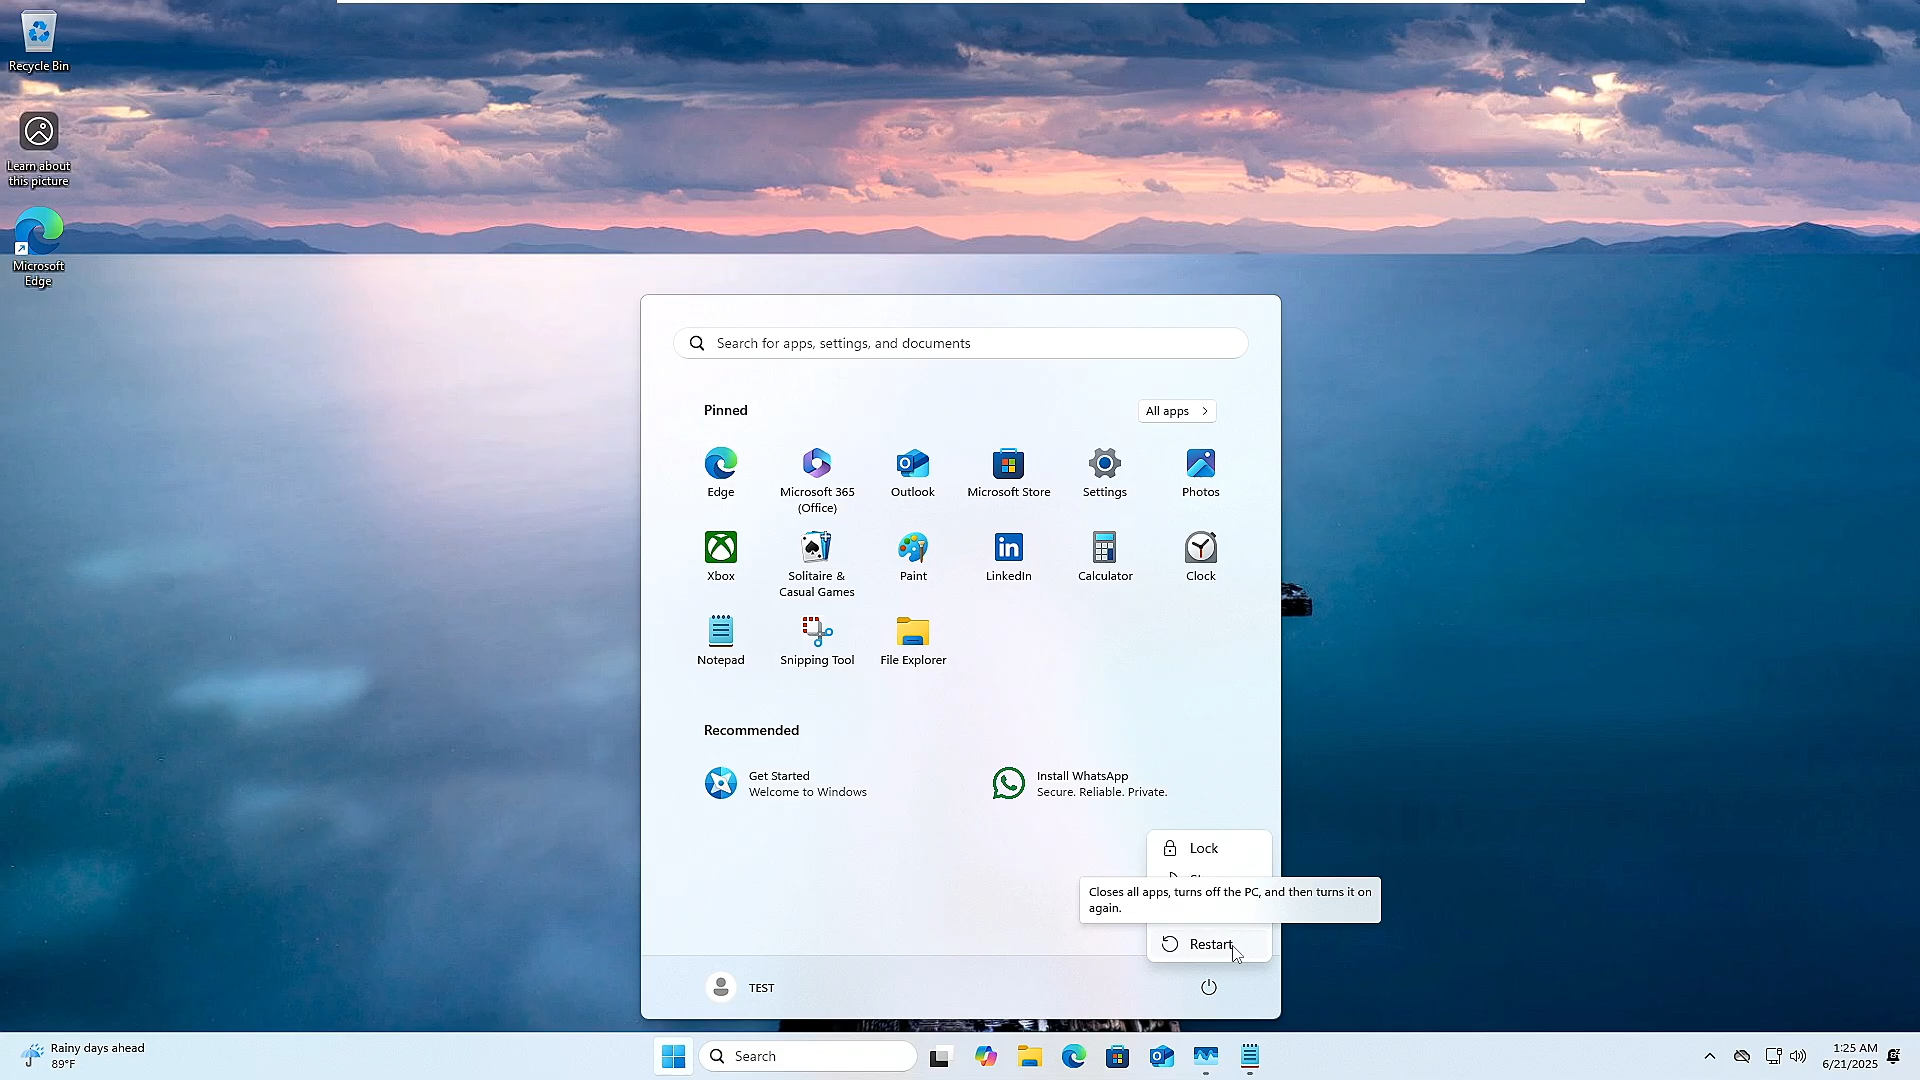 Recycle Bin
Learn about
this picture
Microsoft
Edge
Search for apps, settings, and documents
Pinned
All apps
Edge
Microsoft 365
(Office)
Outlook
Microsoft Store
Settings
Photos
Xbox
Solitaire &
Casual Games
Paint
LinkedIn
Calculator
Clock
Notepad
Snipping Tool
File Explorer
Recommended
Get Started
Welcome to Windows
Install WhatsApp
Secure. Reliable. Private.
Lock
Closes all apps, turns off the PC, and then turns it on
again.
Restart
TEST
Rainy days ahead
89°F
Search
1:25 AM
6/21/2025